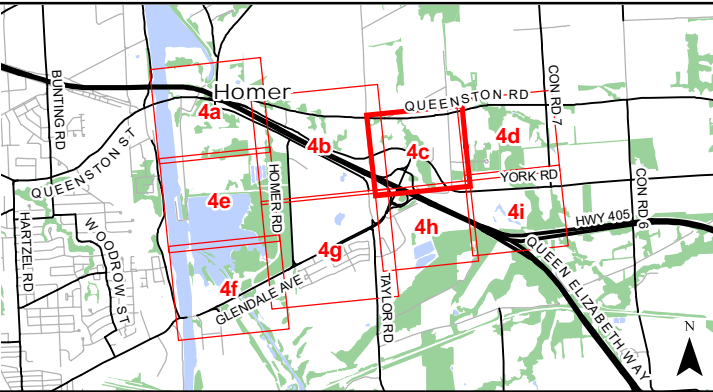 Homer
QUEENSTON RD
BUNTING RD
CON RD 7
4a
4b
4c
4d
QUEENSTON ST
HOMER RD
YORK RD
4e
CON RD 6
HARTZEL RD
WOODROW ST
4h
4i
HWY 405
4g
4f
GLENDALE AVE
TAYLOR RD
QUEEN ELIZABETH WAY
N